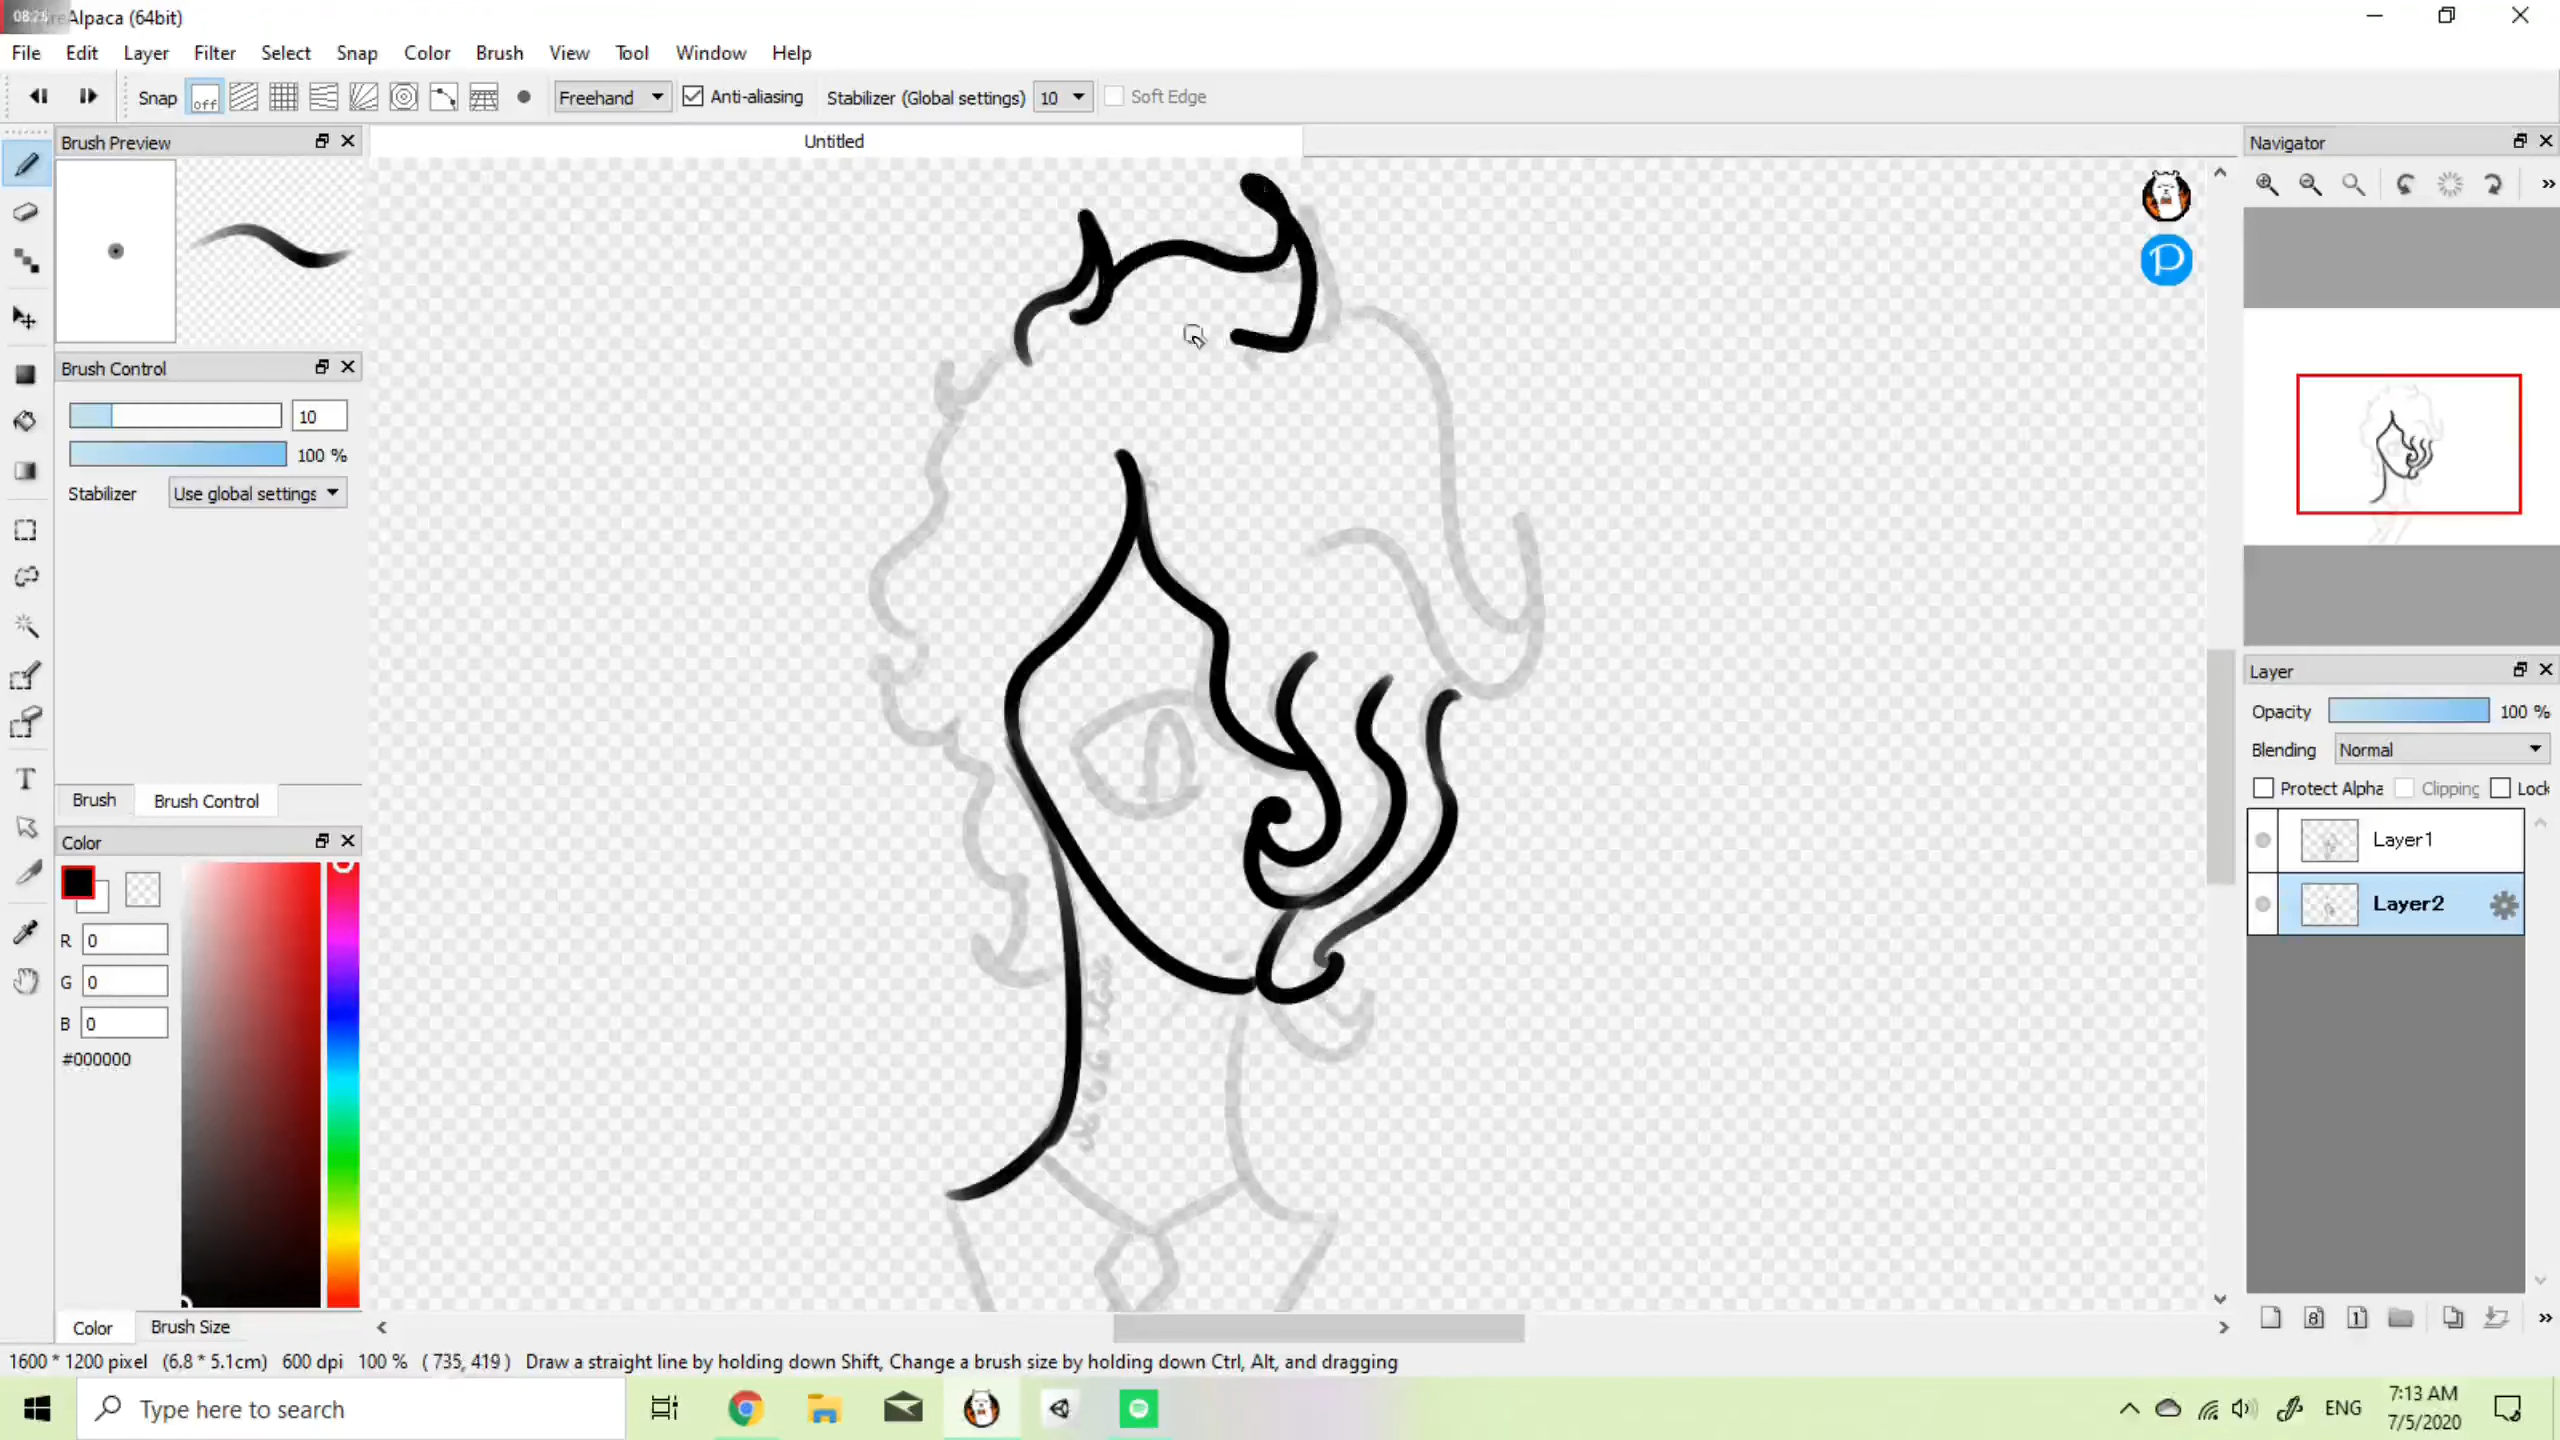 08:25
Alpaca (64bit)
File Edit Layer Filter Select Snap Color Brush View Tool Window Help
Snap off Freehand Anti-aliasing Stabilizer (Global settings) 10 Soft Edge
Brush Preview
Untitled
Navigator
Brush Control
10
100 %
Stabilizer Use global settings
Brush Brush Control
Color
R 0
G 0
B 0
#000000
Color Brush Size
Layer
Opacity 100 %
Blending Normal
Protect Alpha Clipping Lock
Layer1
Layer2
8 1
1600 * 1200 pixel (6.8 * 5.1cm) 600 dpi 100 % ( 735, 419 ) Draw a straight line by holding down Shift, Change a brush size by holding down Ctrl, Alt, and dragging
Type here to search
ENG
7:13 AM
7/5/2020